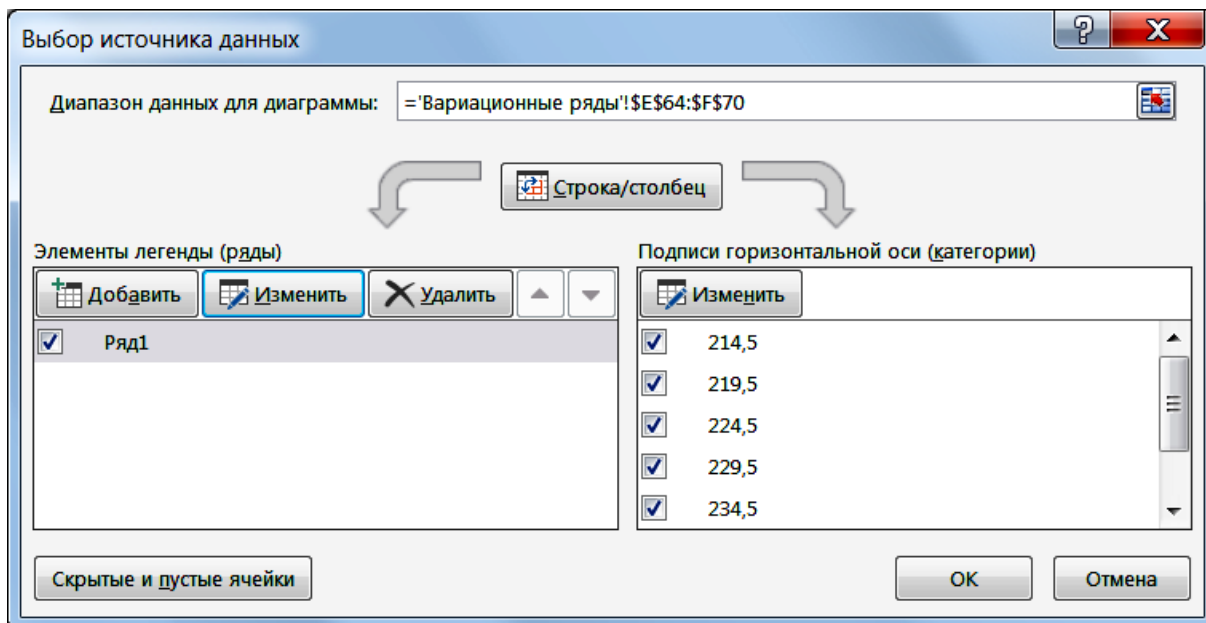 Выбор источника данных
Диапазон данных для диаграммы: ='Вариационные ряды'!$E$64:$F$70
Строка/столбец
Элементы легенды (ряды)
Добавить Изменить Удалить
Ряд1
Подписи горизонтальной оси (категории)
Изменить
214,5
219,5
224,5
229,5
234,5
Скрытые и пустые ячейки
ОК Отмена